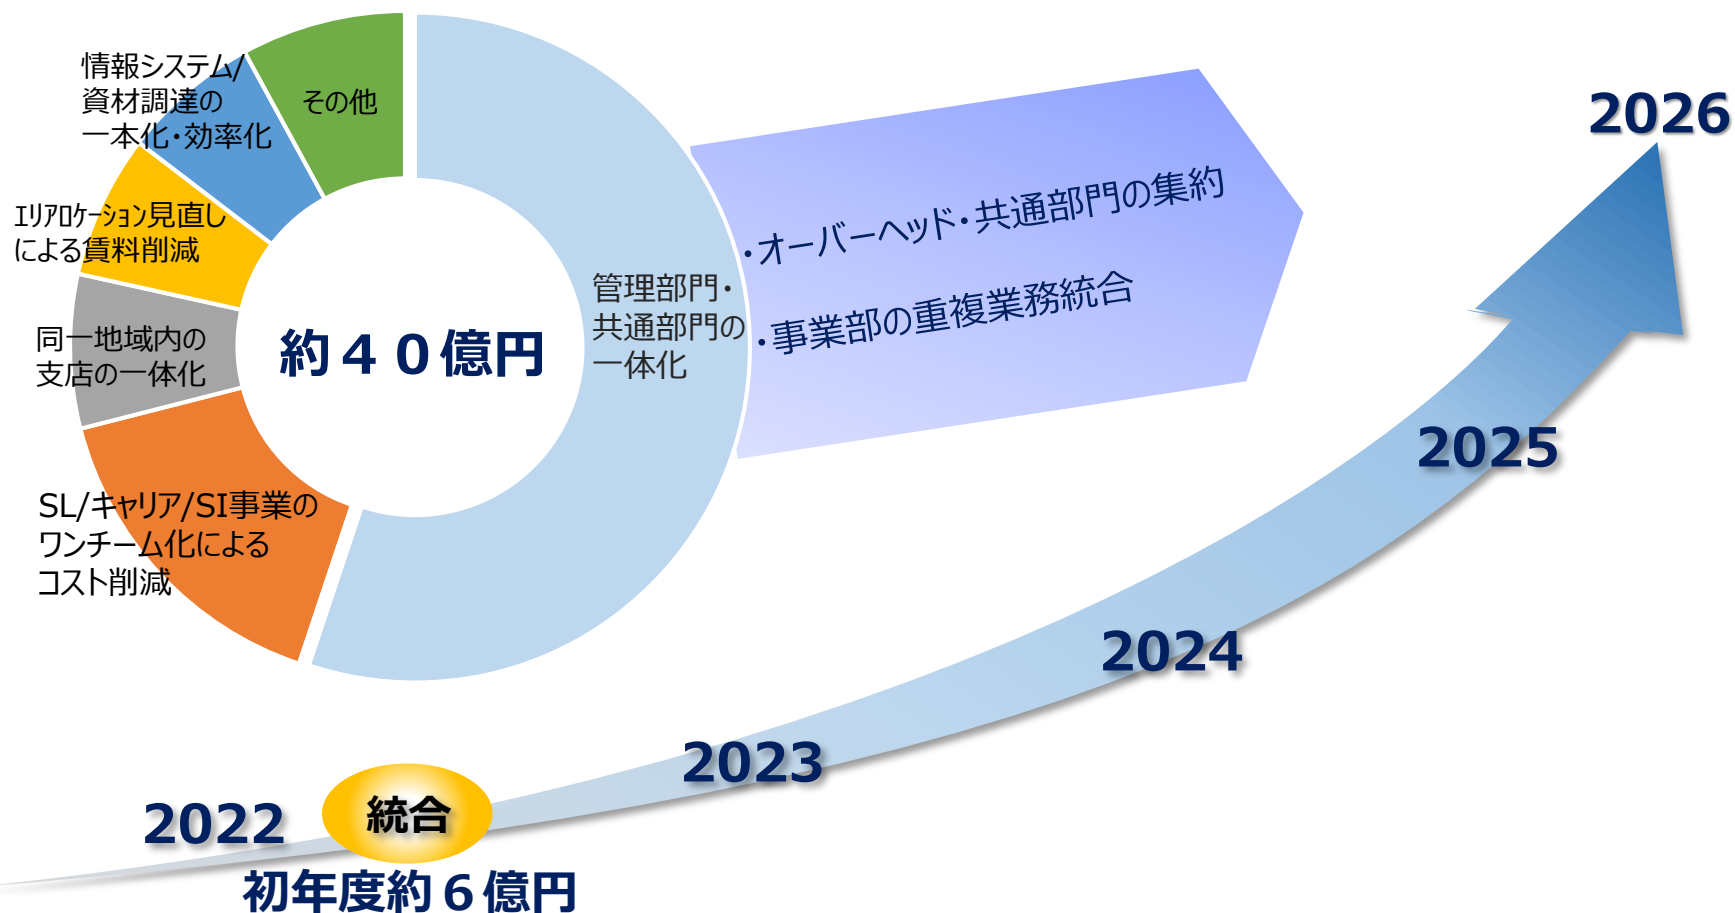 情報システム/
資材調達の
一本化・効率化
その他
ｴﾘｱﾛｹｰｼｮﾝ見直し
による賃料削減
同一地域内の
支店の一体化
SL/キャリア/SI事業の
ワンチーム化による
コスト削減
約４０億円
管理部門・
共通部門の
一体化
・オーバーヘッド・共通部門の集約
・事業部の重複業務統合
2026
2025
2024
2023
2022
統合
初年度約６億円